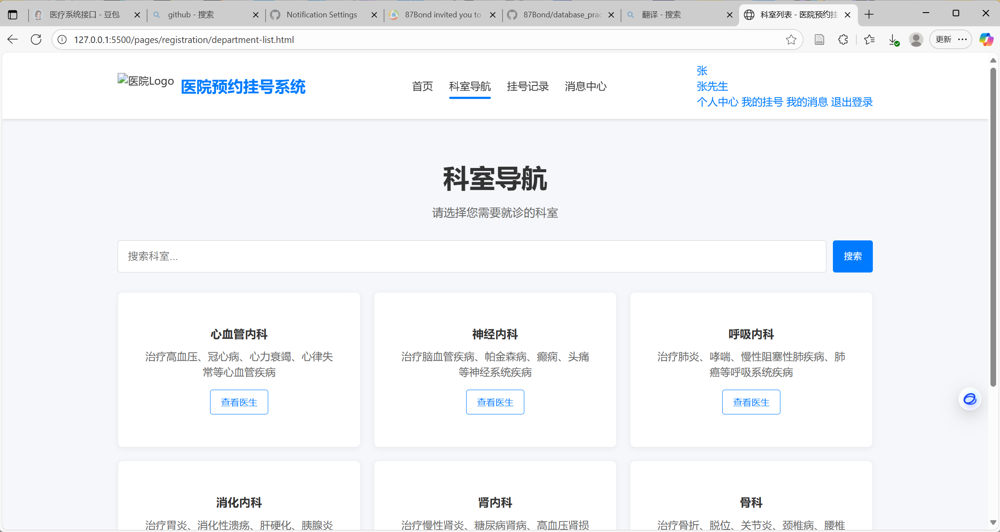 医疗系统接口 - 豆包
github - 搜索
Notification Settings
87Bond invited you to
87Bond/database_prac
翻译 - 搜索
科室列表 - 医院预约挂
127.0.0.1:5500/pages/registration/department-list.html
更新
医院Logo
医院预约挂号系统
首页
科室导航
挂号记录
消息中心
张
张先生
个人中心 我的挂号 我的消息 退出登录
科室导航
请选择您需要就诊的科室
搜索科室...
搜索
心血管内科
治疗高血压、冠心病、心力衰竭、心律失
常等心血管疾病
查看医生
神经内科
治疗脑血管疾病、帕金森病、癫痫、头痛
等神经系统疾病
查看医生
呼吸内科
治疗肺炎、哮喘、慢性阻塞性肺疾病、肺
癌等呼吸系统疾病
查看医生
消化内科
治疗胃炎、消化性溃疡、肝硬化、胰腺炎
肾内科
治疗慢性肾炎、糖尿病肾病、高血压肾损
骨科
治疗骨折、脱位、关节炎、颈椎病、腰椎